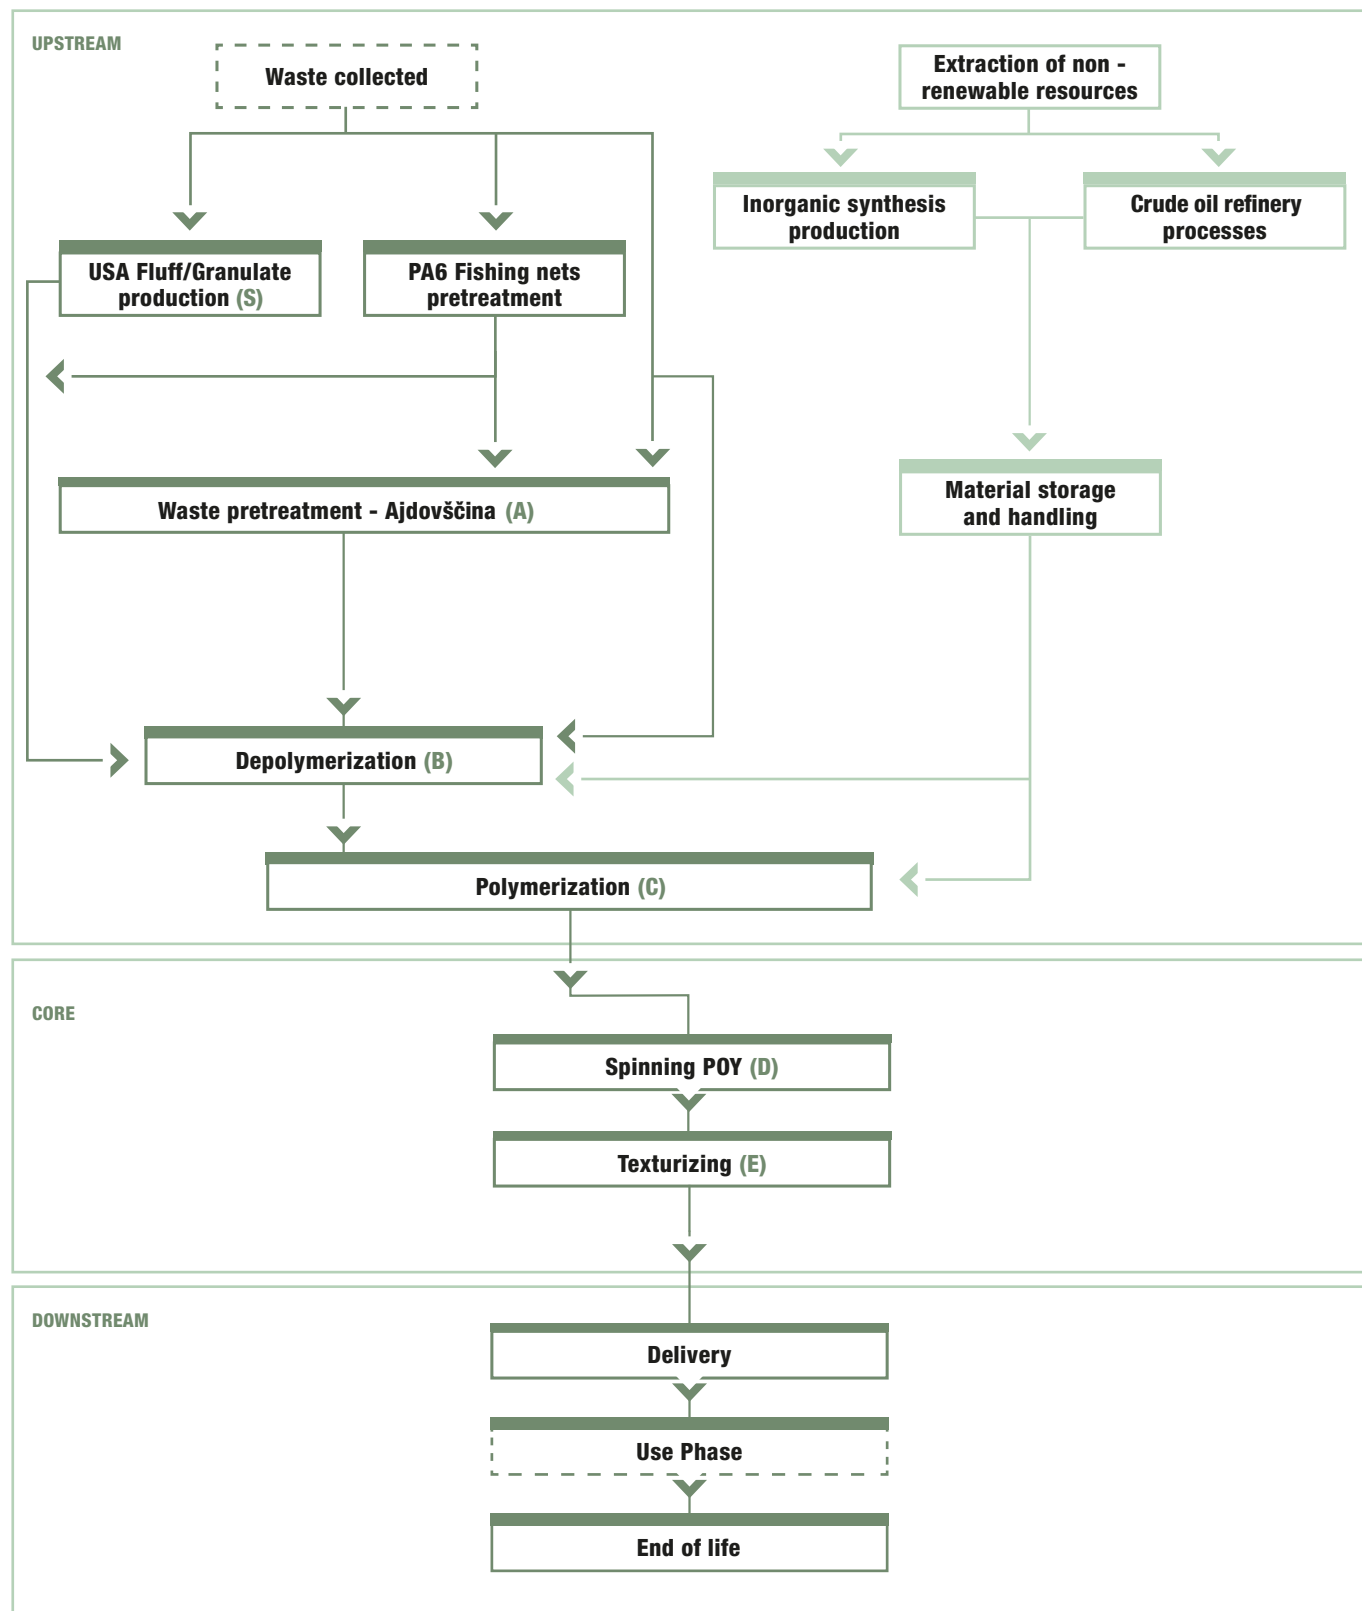 UPSTREAM
Waste collected
Extraction of non -
renewable resources
Inorganic synthesis
production
Crude oil refinery
processes
USA Fluff/Granulate
production (S)
PA6 Fishing nets
pretreatment
Waste pretreatment - Ajdovščina (A)
Material storage
and handling
Depolymerization (B)
Polymerization (C)
CORE
Spinning POY (D)
Texturizing (E)
DOWNSTREAM
Delivery
Use Phase
End of life